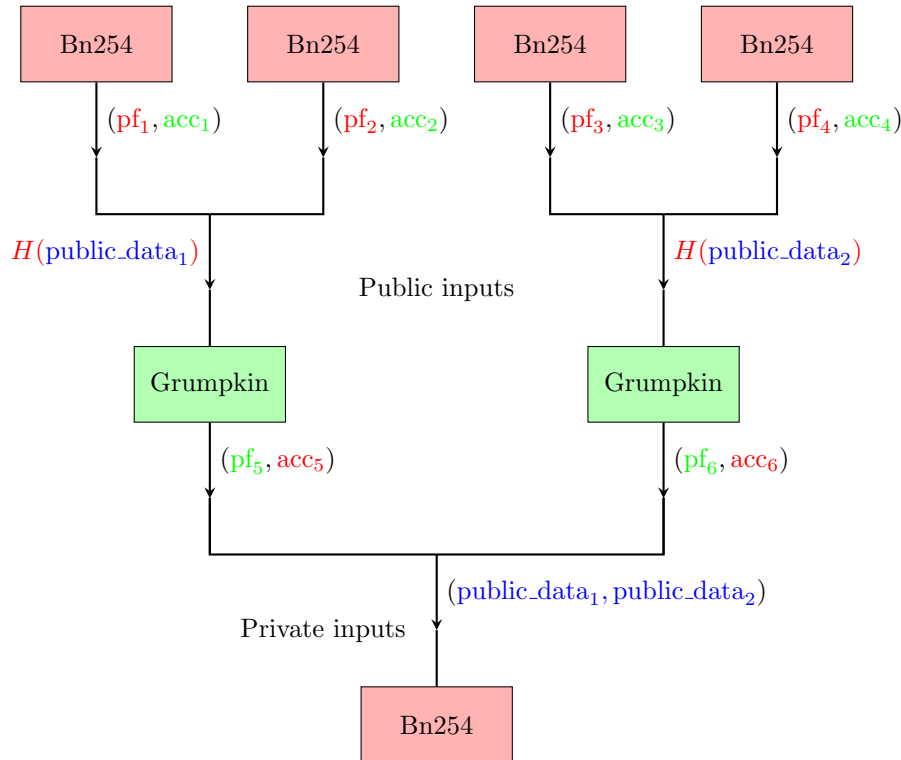 Bn254 Bn254 Bn254 Bn254
(pf₁, acc₁) (pf₂, acc₂) (pf₃, acc₃) (pf₄, acc₄)
H(public_data₁) H(public_data₂)
Public inputs
Grumpkin Grumpkin
(pf₅, acc₅) (pf₆, acc₆)
(public_data₁, public_data₂)
Private inputs
Bn254